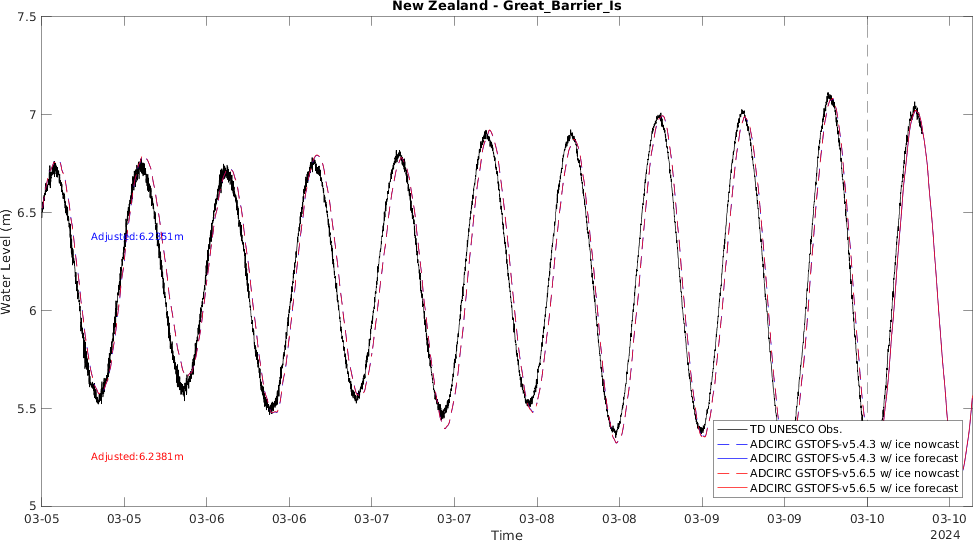 New Zealand - Great_Barrier_Is
7.5
7
6.5
6
5.5
5
Water Level (m)
Adjusted:6.2351m
Adjusted:6.2381m
TD UNESCO Obs.
ADCIRC GSTOFS-v5.4.3 w/ ice nowcast
ADCIRC GSTOFS-v5.4.3 w/ ice forecast
ADCIRC GSTOFS-v5.6.5 w/ ice nowcast
ADCIRC GSTOFS-v5.6.5 w/ ice forecast
03-05 03-05 03-06 03-06 03-07 03-07 03-08 03-08 03-09 03-09 03-10 03-10
2024
Time